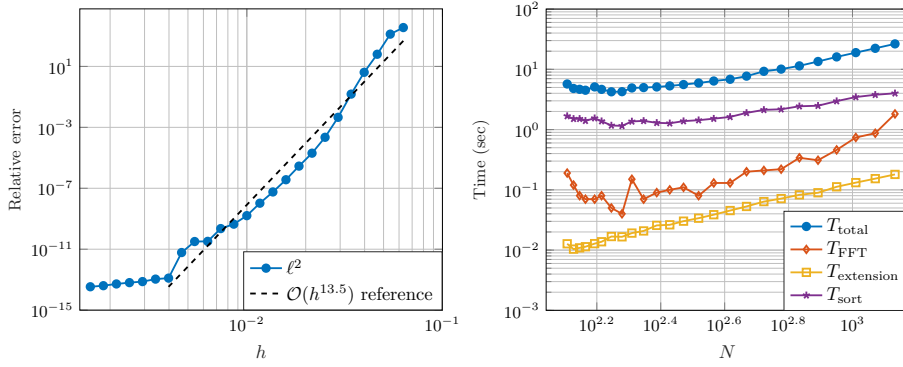 10^1
10^−3
10^−7
10^−11
10^−14
Relative error
10^−2
10^−1
h
ℓ^2
O(h^13.5) reference
10^2
10^1
10^0
10^−1
10^−2
10^−3
Time (sec)
10^2.2
10^2.4
10^2.6
10^2.8
10^3
N
T_total
T_FFT
T_extension
T_sort